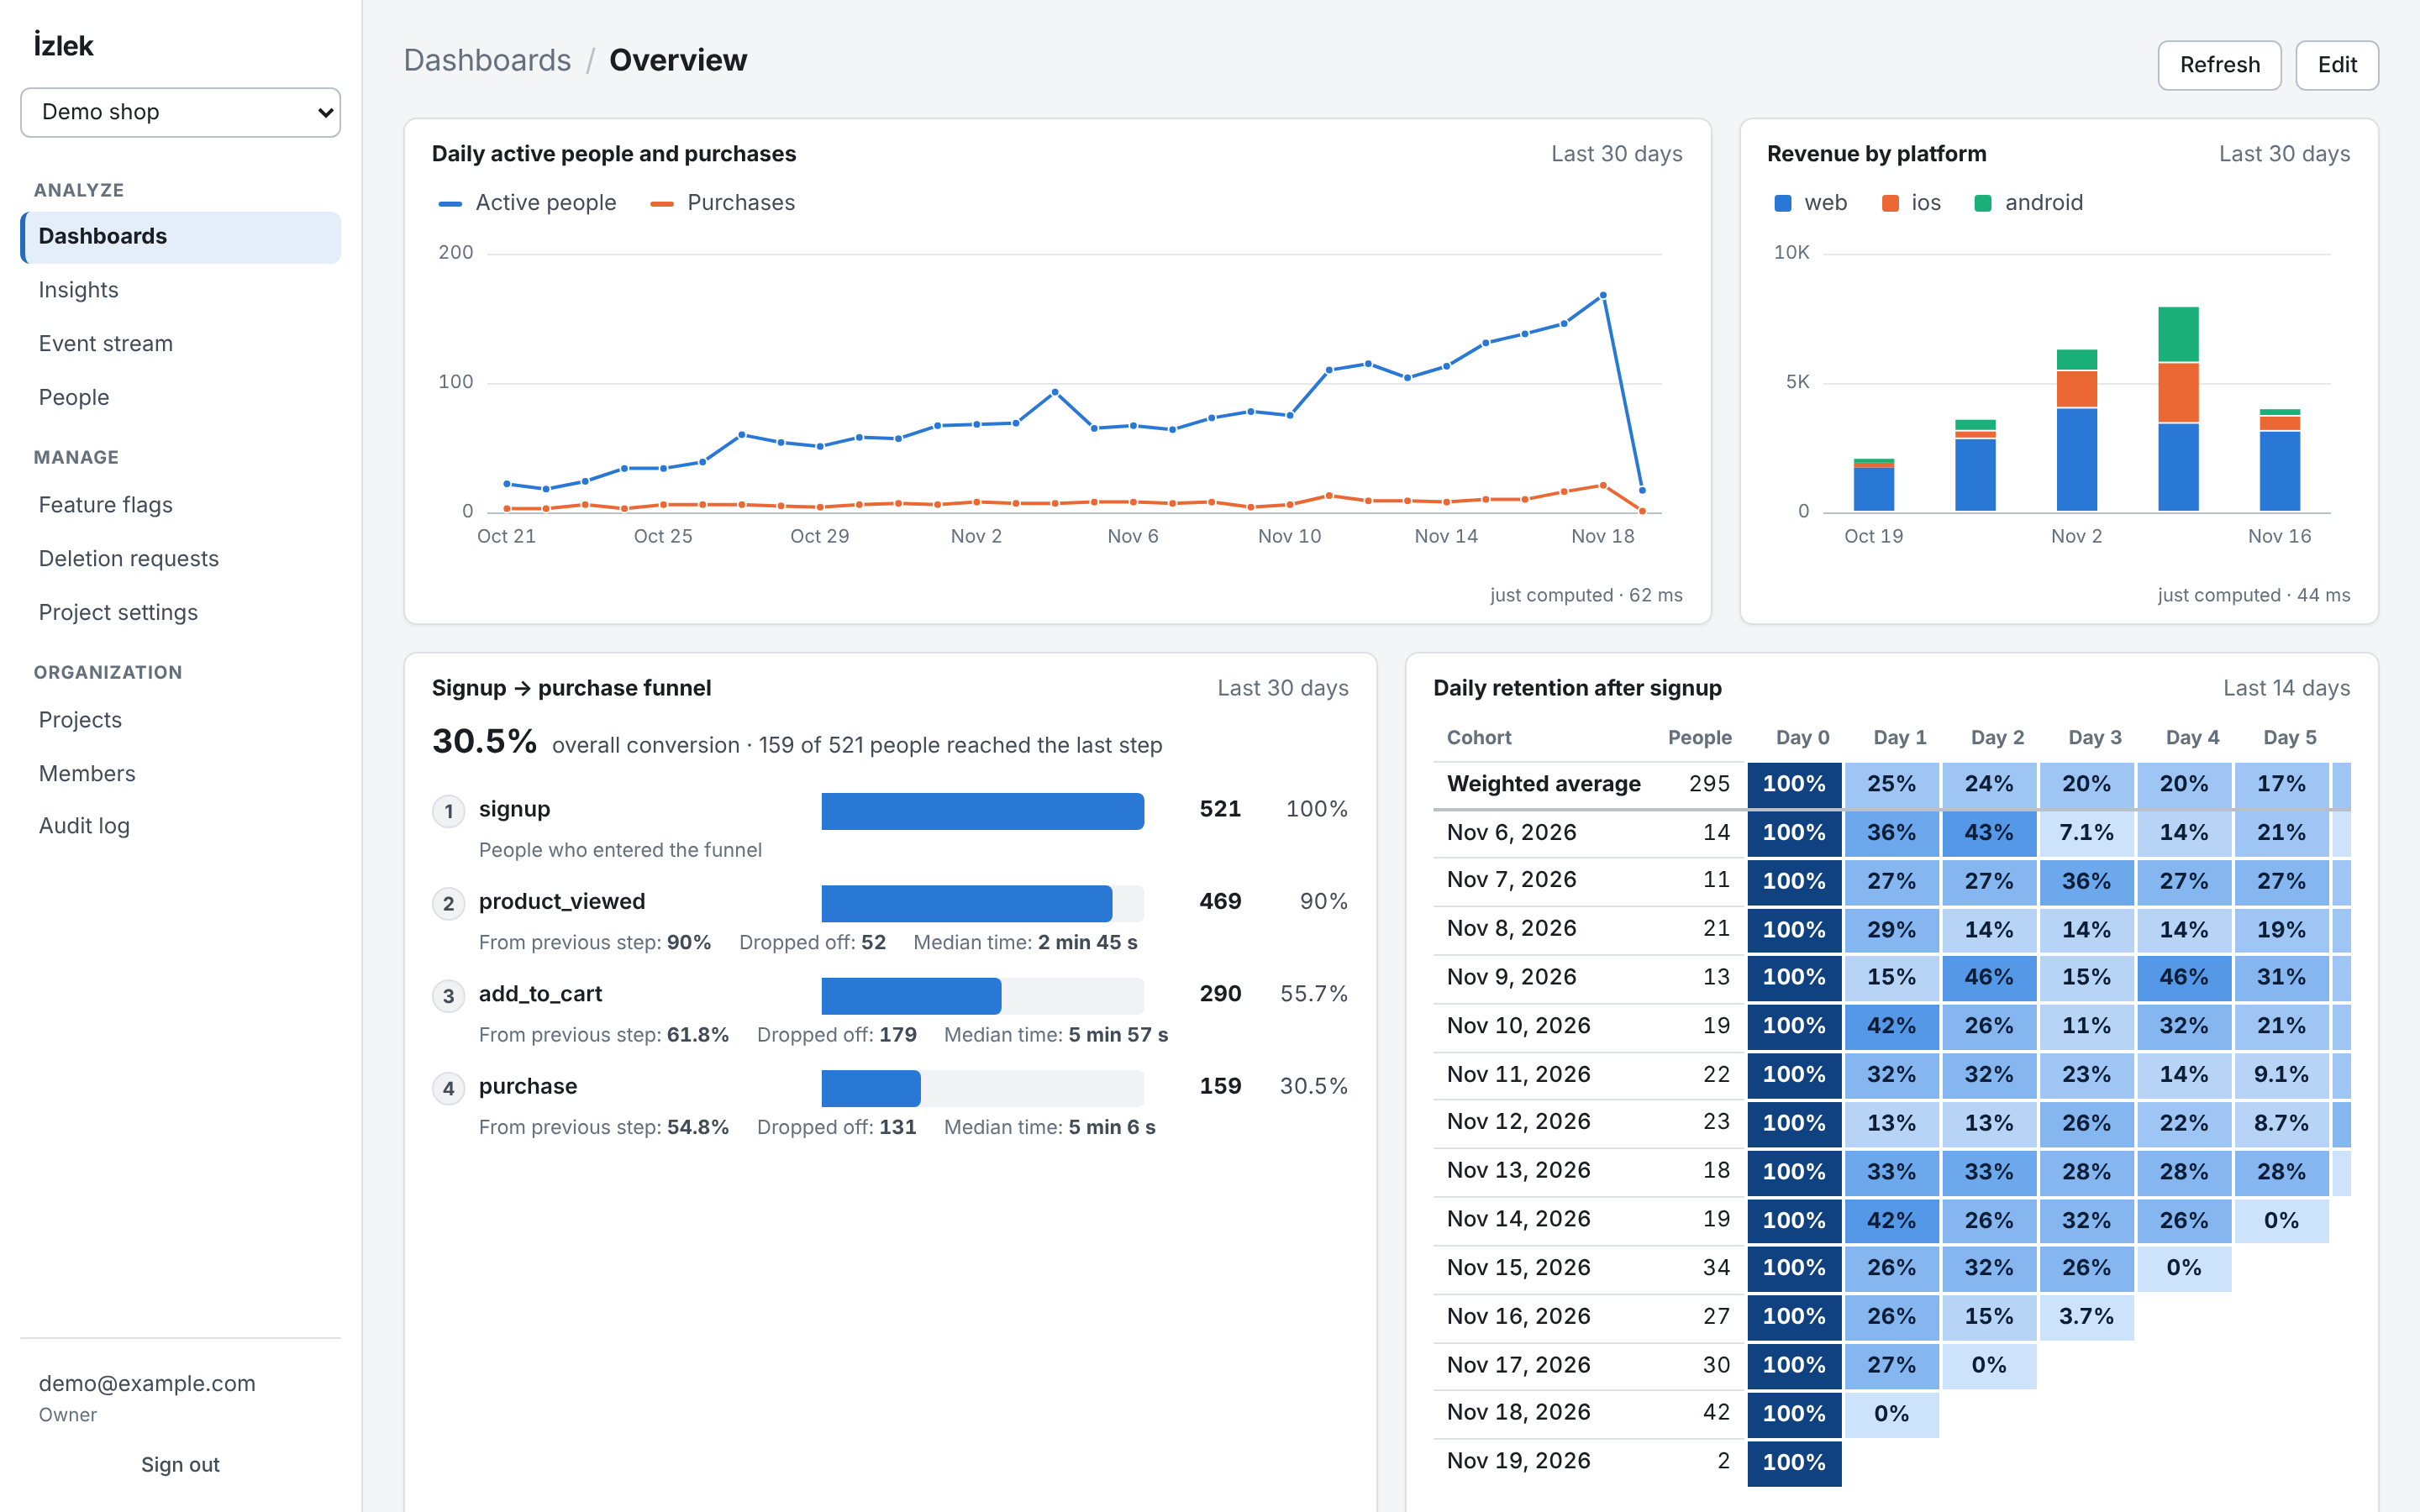 İzlek
Demo shop
ANALYZE
Dashboards
Insights
Event stream
People
MANAGE
Feature flags
Deletion requests
Project settings
ORGANIZATION
Projects
Members
Audit log
demo@example.com
Owner
Sign out
Dashboards / Overview
Refresh
Edit
Daily active people and purchases
Last 30 days
Active people
Purchases
200
100
0
Oct 21 Oct 25 Oct 29 Nov 2 Nov 6 Nov 10 Nov 14 Nov 18
just computed · 62 ms
Revenue by platform
Last 30 days
web
ios
android
10K
5K
0
Oct 19 Nov 2 Nov 16
just computed · 44 ms
Signup → purchase funnel
Last 30 days
30.5% overall conversion · 159 of 521 people reached the last step
1 signup 521 100%
People who entered the funnel
2 product_viewed 469 90%
From previous step: 90% Dropped off: 52 Median time: 2 min 45 s
3 add_to_cart 290 55.7%
From previous step: 61.8% Dropped off: 179 Median time: 5 min 57 s
4 purchase 159 30.5%
From previous step: 54.8% Dropped off: 131 Median time: 5 min 6 s
Daily retention after signup
Last 14 days
Cohort People Day 0 Day 1 Day 2 Day 3 Day 4 Day 5
Weighted average 295 100% 25% 24% 20% 20% 17%
Nov 6, 2026 14 100% 36% 43% 7.1% 14% 21%
Nov 7, 2026 11 100% 27% 27% 36% 27% 27%
Nov 8, 2026 21 100% 29% 14% 14% 14% 19%
Nov 9, 2026 13 100% 15% 46% 15% 46% 31%
Nov 10, 2026 19 100% 42% 26% 11% 32% 21%
Nov 11, 2026 22 100% 32% 32% 23% 14% 9.1%
Nov 12, 2026 23 100% 13% 13% 26% 22% 8.7%
Nov 13, 2026 18 100% 33% 33% 28% 28% 28%
Nov 14, 2026 19 100% 42% 26% 32% 26% 0%
Nov 15, 2026 34 100% 26% 32% 26% 0%
Nov 16, 2026 27 100% 26% 15% 3.7%
Nov 17, 2026 30 100% 27% 0%
Nov 18, 2026 42 100% 0%
Nov 19, 2026 2 100%